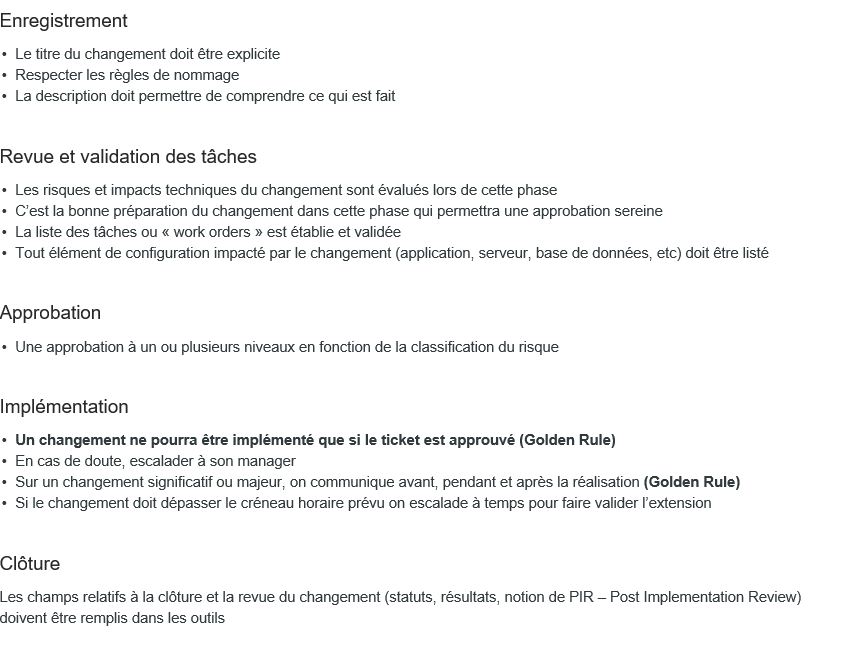 Enregistrement
• Le titre du changement doit être explicite
• Respecter les règles de nommage
• La description doit permettre de comprendre ce qui est fait
Revue et validation des tâches
• Les risques et impacts techniques du changement sont évalués lors de cette phase
• C’est la bonne préparation du changement dans cette phase qui permettra une approbation sereine
• La liste des tâches ou « work orders » est établie et validée
• Tout élément de configuration impacté par le changement (application, serveur, base de données, etc) doit être listé
Approbation
• Une approbation à un ou plusieurs niveaux en fonction de la classification du risque
Implémentation
• Un changement ne pourra être implémenté que si le ticket est approuvé (Golden Rule)
• En cas de doute, escalader à son manager
• Sur un changement significatif ou majeur, on communique avant, pendant et après la réalisation (Golden Rule)
• Si le changement doit dépasser le créneau horaire prévu on escalade à temps pour faire valider l’extension
Clôture
Les champs relatifs à la clôture et la revue du changement (statuts, résultats, notion de PIR – Post Implementation Review)
doivent être remplis dans les outils